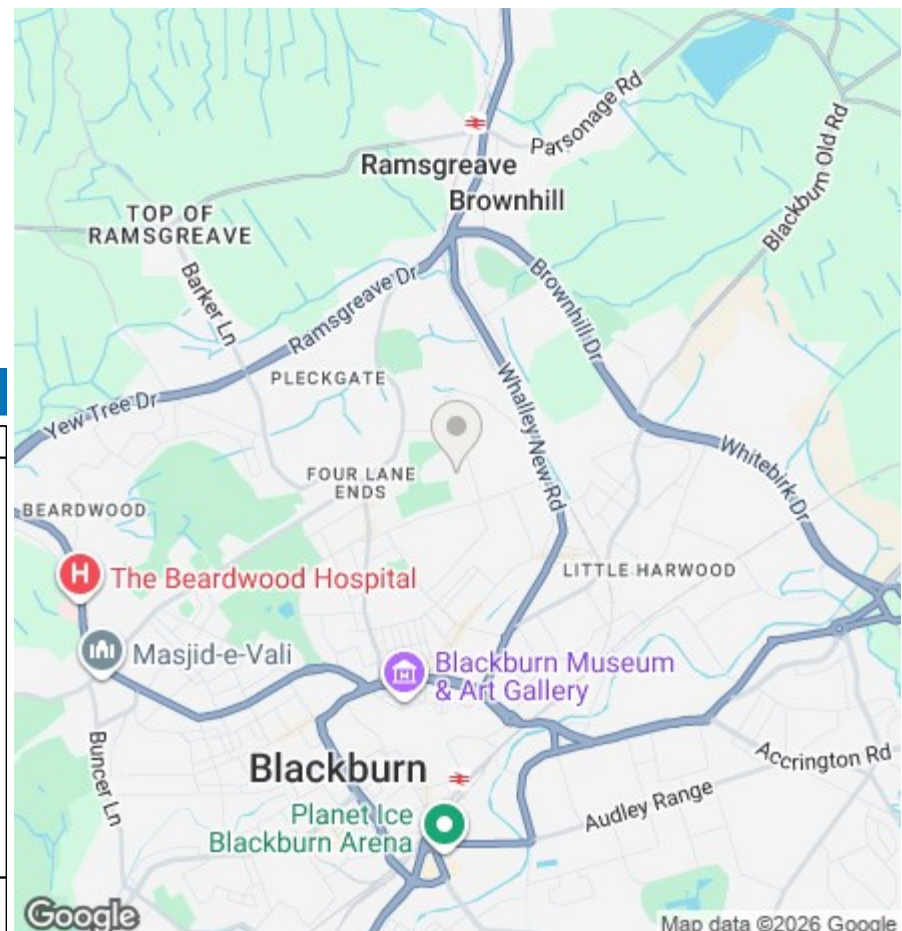 Parsonage Rd
Ramsgreave
Brownhill
Blackburn Old Rd
TOP OF
RAMSGREAVE
Barker Ln
Ramsgreave Dr
Brownhill Dr
PLECKGATE
Whalley New Rd
Yew Tree Dr
Whitebirk Dr
FOUR LANE
ENDS
BEARDWOOD
H
The Beardwood Hospital
LITTLE HARWOOD
Masjid-e-Vali
Blackburn Museum
& Art Gallery
Buncer Ln
Blackburn
Accrington Rd
Planet Ice
Blackburn Arena
Audley Range
Google
Map data ©2026 Google